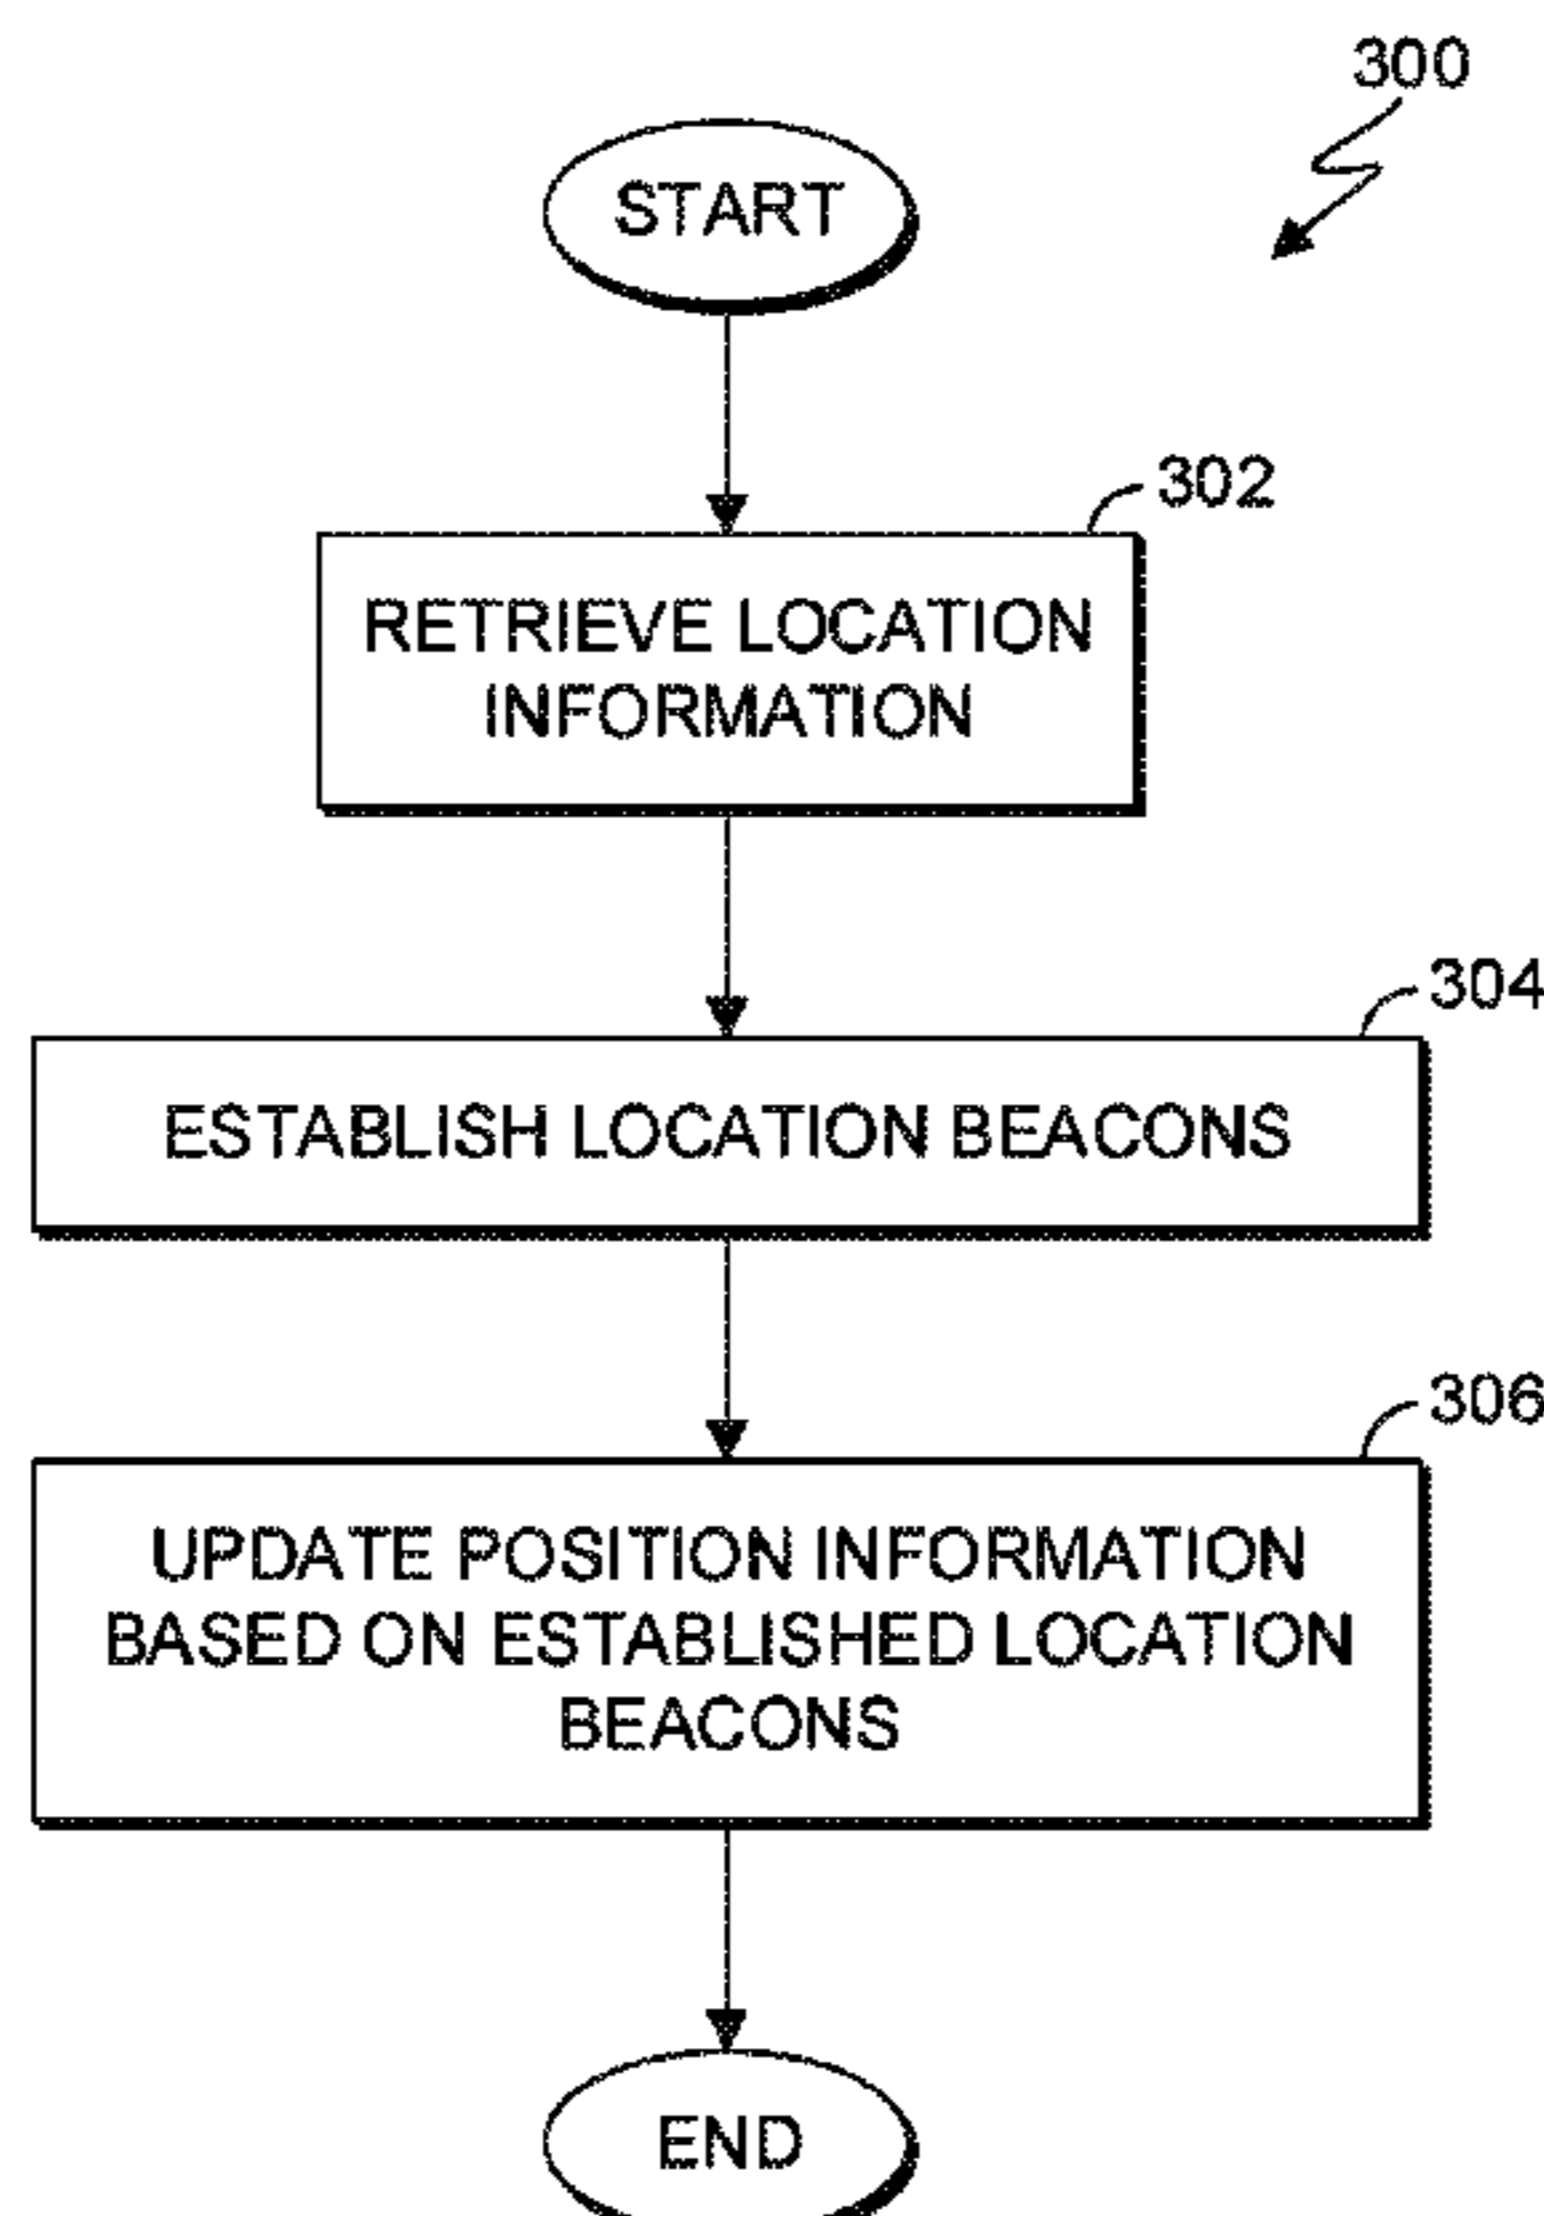 300
START
302
RETRIEVE LOCATION
INFORMATION
304
ESTABLISH LOCATION BEACONS
306
UPDATE POSITION INFORMATION
BASED ON ESTABLISHED LOCATION
BEACONS
END